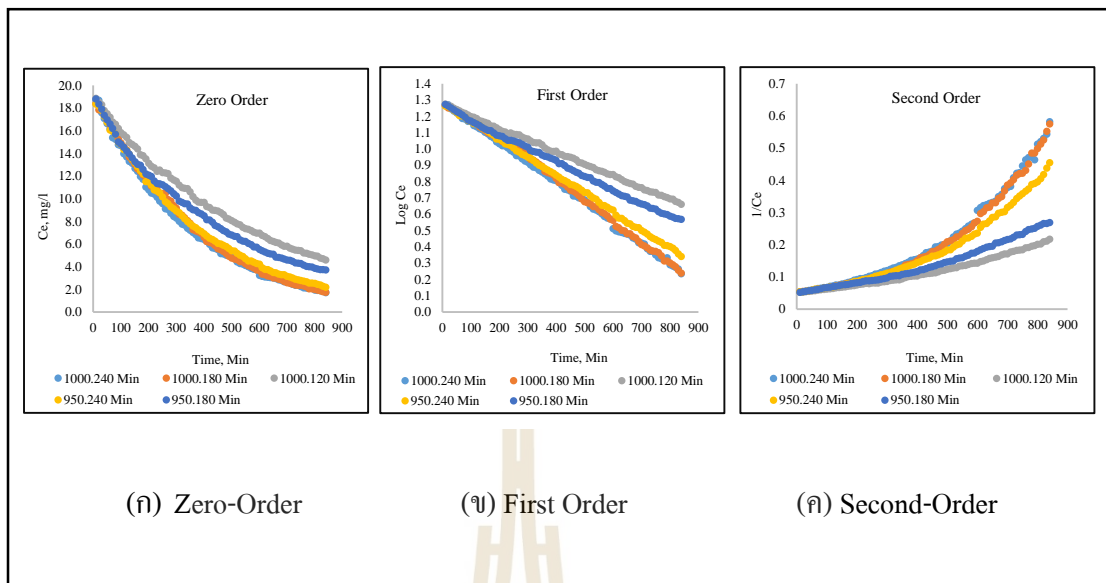 Zero Order
Ce, mg/l
20.0
18.0
16.0
14.0
12.0
10.0
8.0
6.0
4.0
2.0
0.0
0 100 200 300 400 500 600 700 800 900
Time, Min
1000.240 Min 1000.180 Min 1000.120 Min
950.240 Min 950.180 Min
First Order
Log Ce
1.4
1.3
1.2
1.1
1.0
0.9
0.8
0.7
0.6
0.5
0.4
0.3
0.2
0.1
0.0
0 100 200 300 400 500 600 700 800 900
Time, Min
1000.240 Min 1000.180 Min 1000.120 Min
950.240 Min 950.180 Min
Second Order
1/Ce
0.7
0.6
0.5
0.4
0.3
0.2
0.1
0
0 100 200 300 400 500 600 700 800 900
Time, Min
1000.240 Min 1000.180 Min 1000.120 Min
950.240 Min 950.180 Min
(ก) Zero-Order (ข) First Order (ค) Second-Order